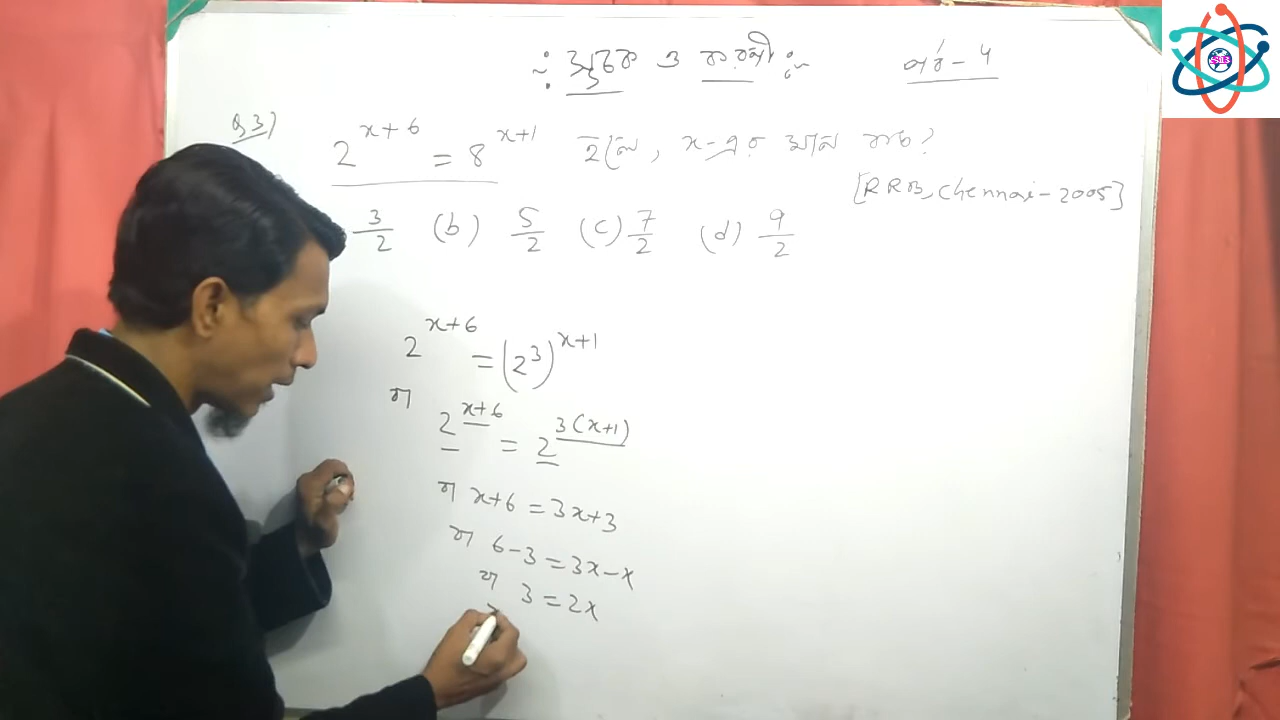 ∻ সূচক ও করণী ∻ পর্ব - 4
Q.3) 2^{x+6} = 8^{x+1} হলে, x-এর মান কত?
[RRB, Chennai - 2005]
3/2 (b) 5/2 (c) 7/2 (d) 9/2
2^{x+6} = (2^3)^{x+1}
বা 2^{x+6} = 2^{3(x+1)}
বা x+6 = 3x+3
বা 6-3 = 3x-x
বা 3 = 2x